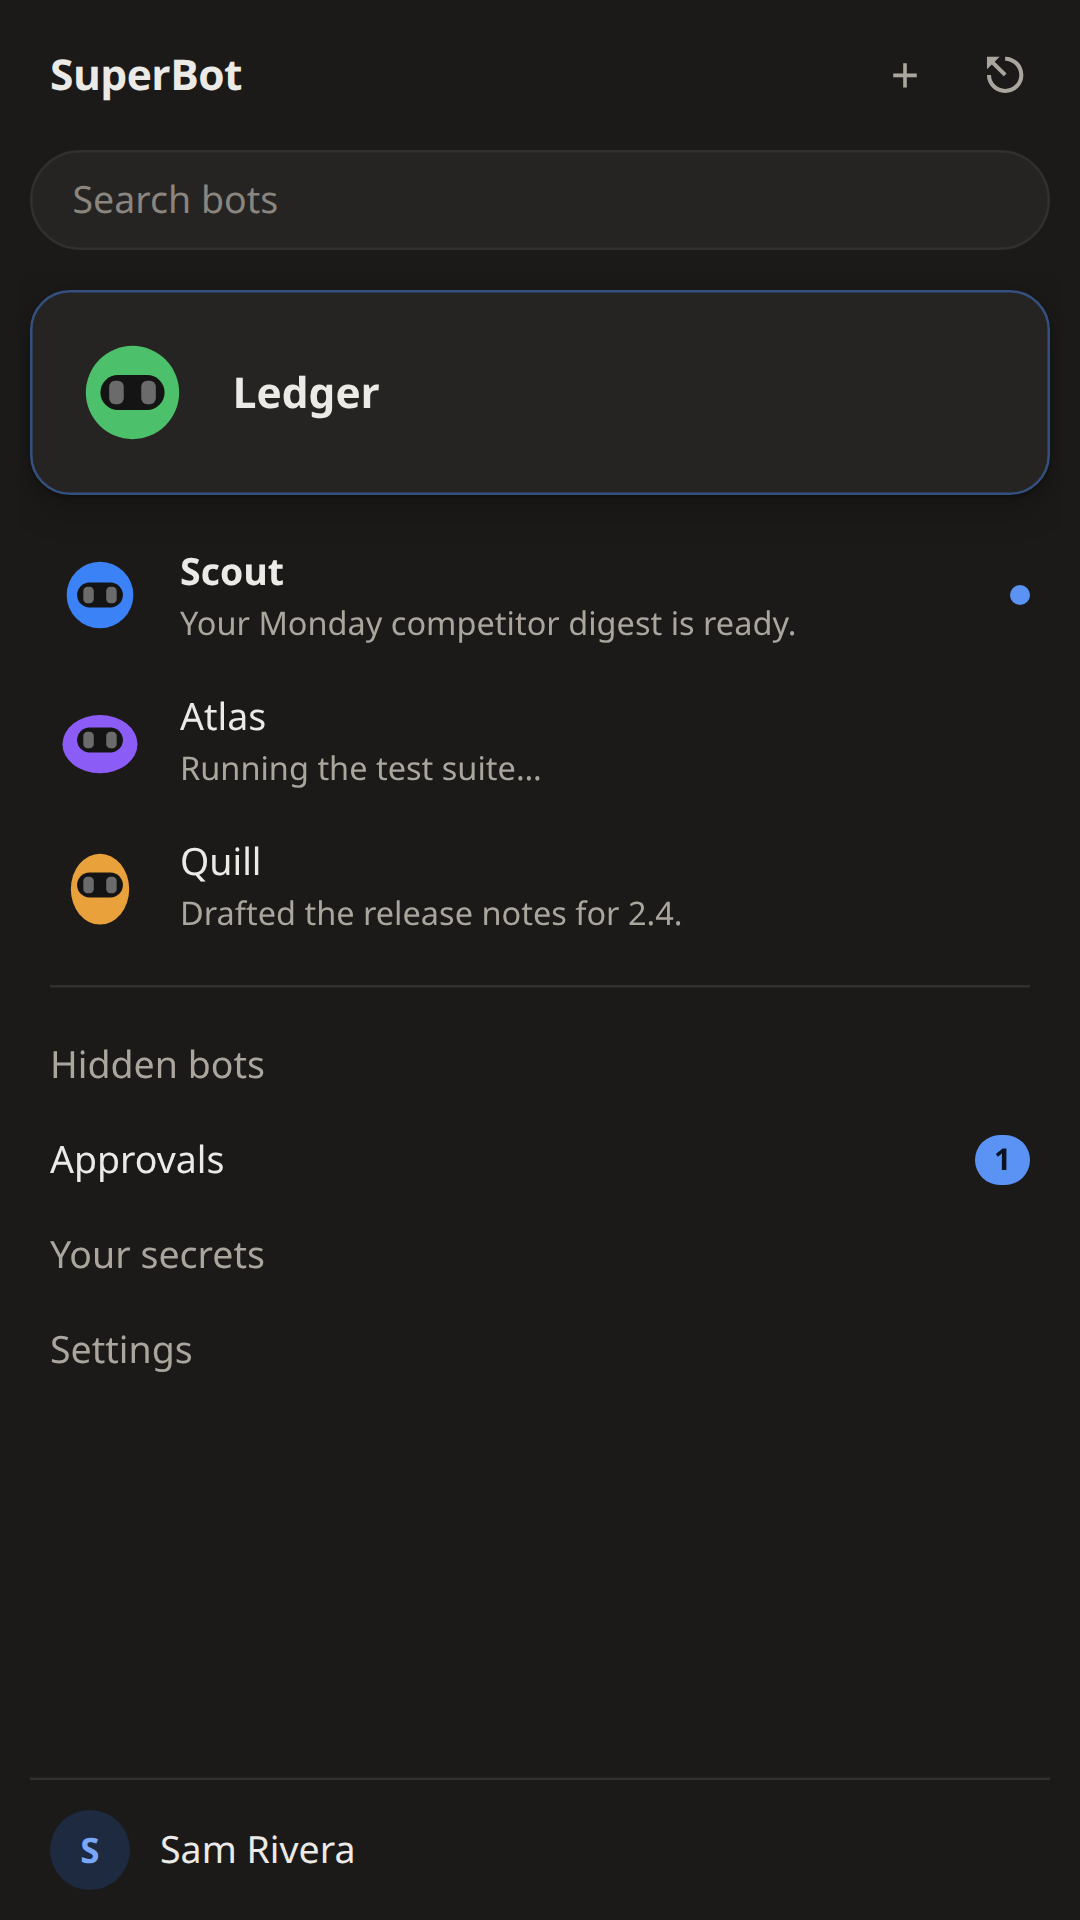 SuperBot
Search bots
Ledger
Scout
Your Monday competitor digest is ready.
Atlas
Running the test suite...
Quill
Drafted the release notes for 2.4.
Hidden bots
Approvals
1
Your secrets
Settings
S
Sam Rivera